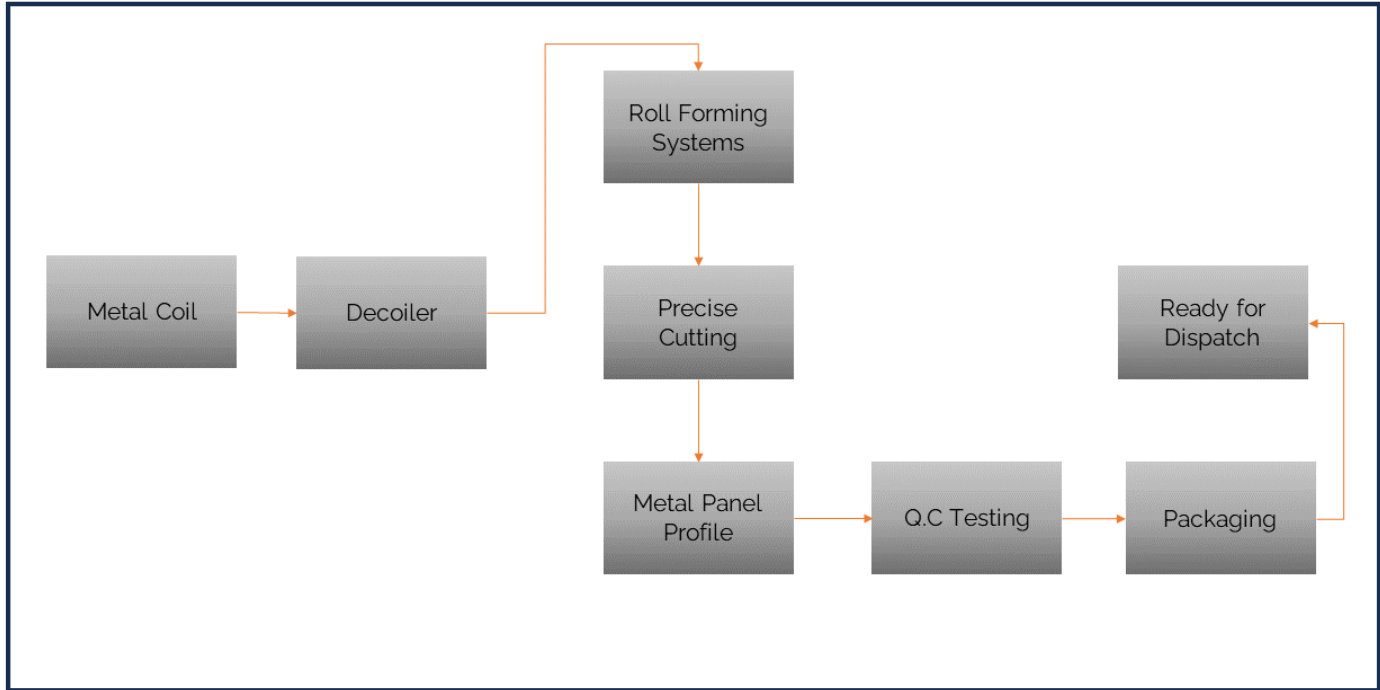 Metal Coil
Decoiler
Roll Forming
Systems
Precise
Cutting
Metal Panel
Profile
Q.C Testing
Packaging
Ready for
Dispatch